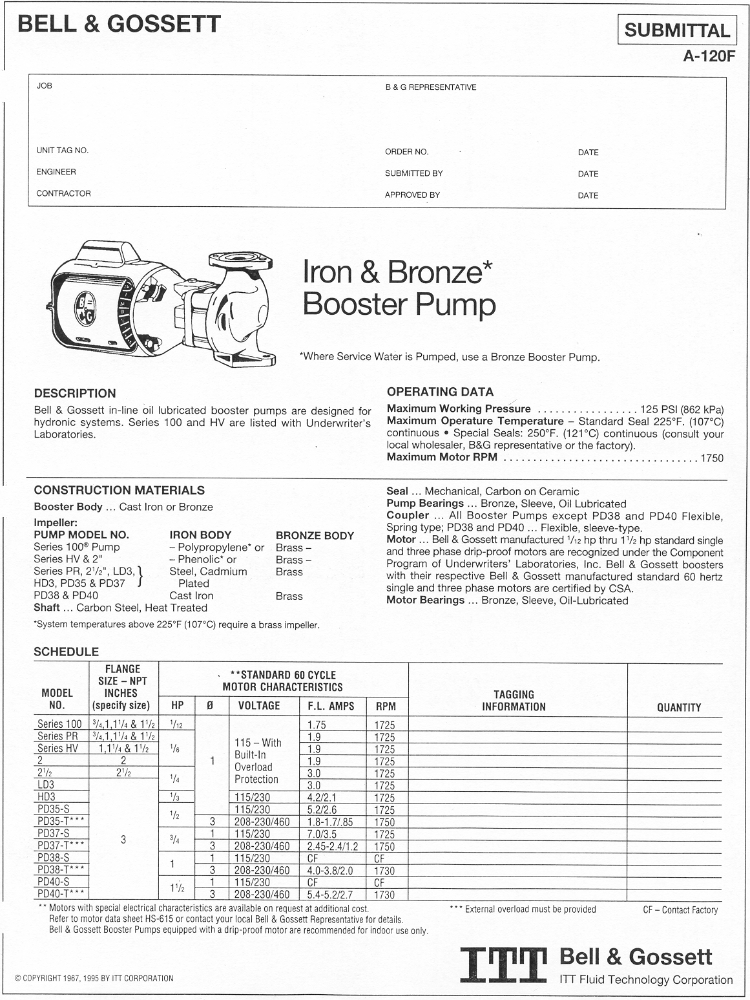 BELL & GOSSETT
SUBMITTAL
A-120F
JOB
B & G REPRESENTATIVE
UNIT TAG NO.
ORDER NO.
DATE
ENGINEER
SUBMITTED BY
DATE
CONTRACTOR
APPROVED BY
DATE
B
G
Iron & Bronze*
Booster Pump
*Where Service Water is Pumped, use a Bronze Booster Pump.
DESCRIPTION
Bell & Gossett in-line oil lubricated booster pumps are designed for
hydronic systems. Series 100 and HV are listed with Underwriter's
Laboratories.
OPERATING DATA
Maximum Working Pressure ................. 125 PSI (862 kPa)
Maximum Operature Temperature – Standard Seal 225°F. (107°C)
continuous • Special Seals: 250°F. (121°C) continuous (consult your
local wholesaler, B&G representative or the factory).
Maximum Motor RPM ................................. 1750
CONSTRUCTION MATERIALS
Booster Body ... Cast Iron or Bronze
Impeller:
PUMP MODEL NO. IRON BODY BRONZE BODY
Series 100® Pump – Polypropylene* or Brass –
Series HV & 2" – Phenolic* or Brass –
Series PR, 2 1/2", LD3, } Steel, Cadmium Brass
HD3, PD35 & PD37 Plated
PD38 & PD40 Cast Iron Brass
Shaft ... Carbon Steel, Heat Treated
*System temperatures above 225°F (107°C) require a brass impeller.
Seal ... Mechanical, Carbon on Ceramic
Pump Bearings ... Bronze, Sleeve, Oil Lubricated
Coupler ... All Booster Pumps except PD38 and PD40 Flexible,
Spring type; PD38 and PD40 ... Flexible, sleeve-type.
Motor ... Bell & Gossett manufactured 1/12 hp thru 1 1/2 hp standard single
and three phase drip-proof motors are recognized under the Component
Program of Underwriters' Laboratories, Inc. Bell & Gossett boosters
with their respective Bell & Gossett manufactured standard 60 hertz
single and three phase motors are certified by CSA.
Motor Bearings ... Bronze, Sleeve, Oil-Lubricated
SCHEDULE
MODEL
NO.
FLANGE
SIZE – NPT
INCHES
(specify size)
**STANDARD 60 CYCLE
MOTOR CHARACTERISTICS
HP Ø VOLTAGE F.L. AMPS RPM
TAGGING
INFORMATION
QUANTITY
Series 100 3/4,1,1 1/4 & 1 1/2 1/12 1.75 1725
Series PR 3/4,1,1 1/4 & 1 1/2 1.9 1725
Series HV 1,1 1/4 & 1 1/2 1/6 1.9 1725
2 2 1 1.9 1725
115 – With
Built-In
Overload
Protection
2 1/2 2 1/2 1/4 3.0 1725
LD3 3.0 1725
HD3 1/3 115/230 4.2/2.1 1725
PD35-S 1/2 115/230 5.2/2.6 1725
PD35-T*** 3 208-230/460 1.8-1.7/.85 1750
PD37-S 3 3/4 1 115/230 7.0/3.5 1725
PD37-T*** 3 208-230/460 2.45-2.4/1.2 1750
PD38-S 1 1 115/230 CF CF
PD38-T*** 3 208-230/460 4.0-3.8/2.0 1730
PD40-S 1 1/2 1 115/230 CF CF
PD40-T*** 3 208-230/460 5.4-5.2/2.7 1730
** Motors with special electrical characteristics are available on request at additional cost.
Refer to motor data sheet HS-615 or contact your local Bell & Gossett Representative for details.
Bell & Gossett Booster Pumps equipped with a drip-proof motor are recommended for indoor use only.
*** External overload must be provided
CF – Contact Factory
ITT Bell & Gossett
ITT Fluid Technology Corporation
© COPYRIGHT 1967, 1995 BY ITT CORPORATION